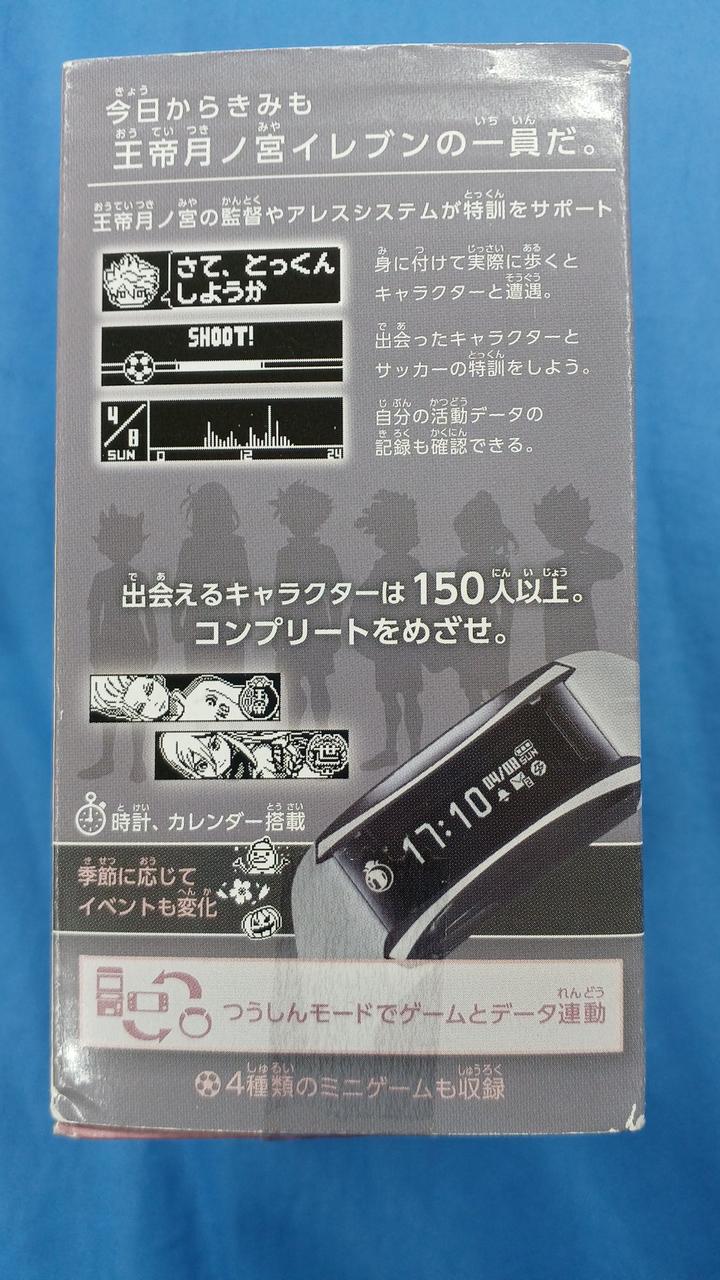 今日からきみも
王帝月ノ宮イレブンの一員だ。
王帝月ノ宮の監督やアレスシステムが特訓をサポート
さて、とっくん
しようか
身に付けて実際に歩くと
キャラクターと遭遇。
SHOOT!
出会ったキャラクターと
サッカーの特訓をしよう。
4/8
SUN 0 12 24
自分の活動データの
記録も確認できる。
出会えるキャラクターは150人以上。
コンプリートをめざせ。
王帝
世
時計、カレンダー搭載
17:10
04/08 SUN
季節に応じて
イベントも変化
つうしんモードでゲームとデータ連動
4種類のミニゲームも収録